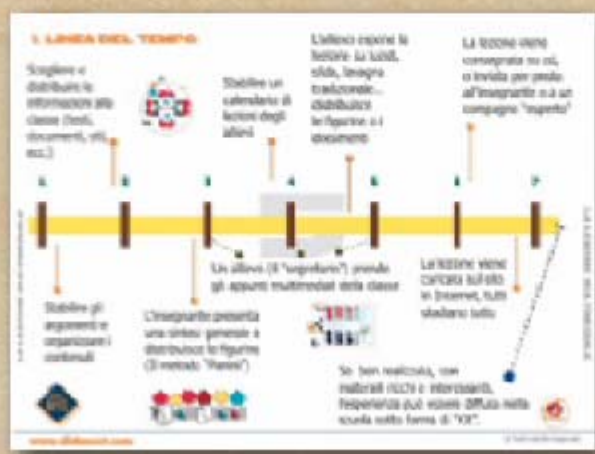 1. LINEA DEL TEMPO
Scegliere e
distribuire le
informazioni alla
classe (testi,
documenti, siti,
ecc.)
Stabilire un
calendario di
lezioni degli
allievi
L'allievo espone la
lezione su lucidi,
slide, lavagna
tradizionale...
distribuisce
le figurine o i
documenti
La lezione viene
consegnata su cd,
o inviata per posta
all'insegnante o a un
compagno "esperto"
1 2 3 4 5 6 7
Stabilire gli
argomenti e
organizzare i
contenuti
L'insegnante presenta
una sintesi generale e
distribuisce le figurine
(Il metodo "Panini")
Un allievo (il "segretario") prende
gli appunti multimediali della classe
La lezione viene
caricata sul sito
in Internet, tutti
studiano tutto
Se ben realizzata, con
materiali ricchi e interessanti,
l'esperienza può essere diffusa nella
scuola sotto forma di "Kit".